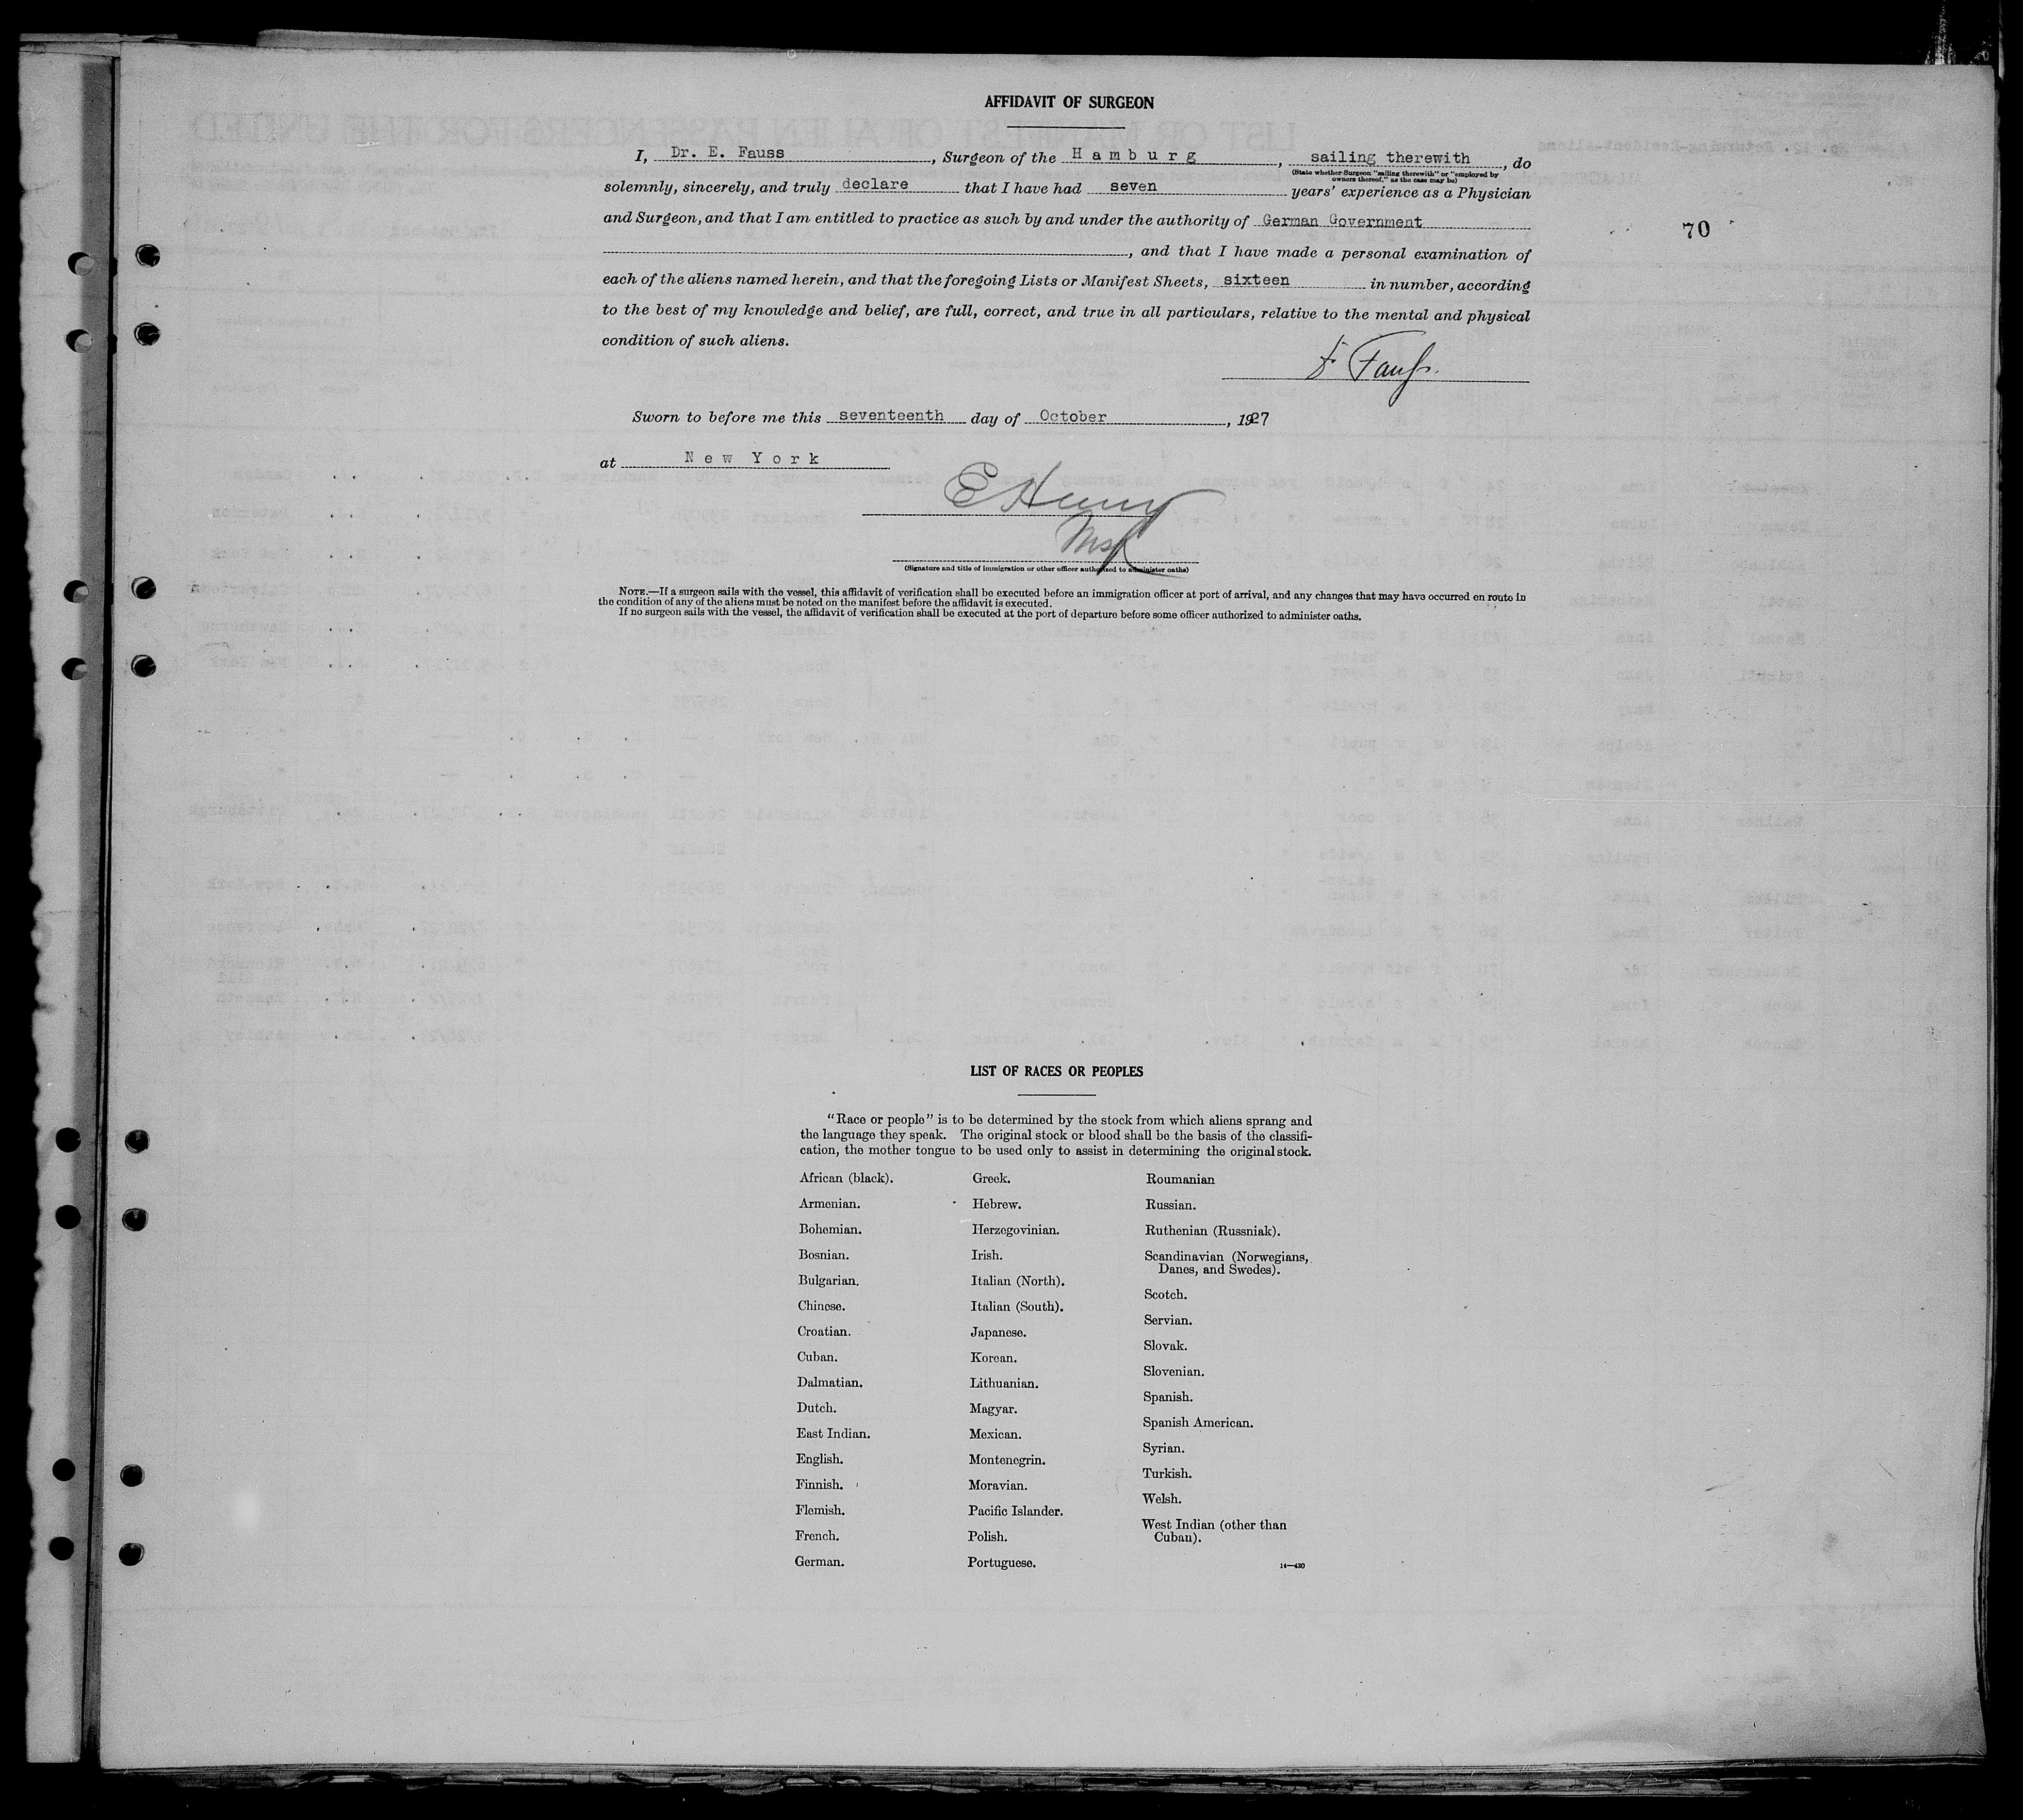 AFFIDAVIT OF SURGEON
I, Dr. E. Fauss, Surgeon of the Hamburg, sailing therewith, do
(State whether Surgeon "sailing therewith" or "employed by
owners thereof," as the case may be)
solemnly, sincerely, and truly declare that I have had seven years' experience as a Physician
and Surgeon, and that I am entitled to practice as such by and under the authority of German Government
70
, and that I have made a personal examination of
each of the aliens named herein, and that the foregoing Lists or Manifest Sheets, sixteen in number, according
to the best of my knowledge and belief, are full, correct, and true in all particulars, relative to the mental and physical
condition of such aliens.
Sworn to before me this seventeenth day of October, 1927
at New York
(Signature and title of immigration or other officer authorized to administer oaths)
NOTE.—If a surgeon sails with the vessel, this affidavit of verification shall be executed before an immigration officer at port of arrival, and any changes that may have occurred en route in
the condition of any of the aliens must be noted on the manifest before the affidavit is executed.
If no surgeon sails with the vessel, the affidavit of verification shall be executed at the port of departure before some officer authorized to administer oaths.
LIST OF RACES OR PEOPLES
"Race or people" is to be determined by the stock from which aliens sprang and
the language they speak. The original stock or blood shall be the basis of the classifi-
cation, the mother tongue to be used only to assist in determining the original stock.
African (black).
Armenian.
Bohemian.
Bosnian.
Bulgarian.
Chinese.
Croatian.
Cuban.
Dalmatian.
Dutch.
East Indian.
English.
Finnish.
Flemish.
French.
German.
Greek.
Hebrew.
Herzegovinian.
Irish.
Italian (North).
Italian (South).
Japanese.
Korean.
Lithuanian.
Magyar.
Mexican.
Montenegrin.
Moravian.
Pacific Islander.
Polish.
Portuguese.
Roumanian
Russian.
Ruthenian (Russniak).
Scandinavian (Norwegians,
Danes, and Swedes).
Scotch.
Servian.
Slovak.
Slovenian.
Spanish.
Spanish American.
Syrian.
Turkish.
Welsh.
West Indian (other than
Cuban).
14—430